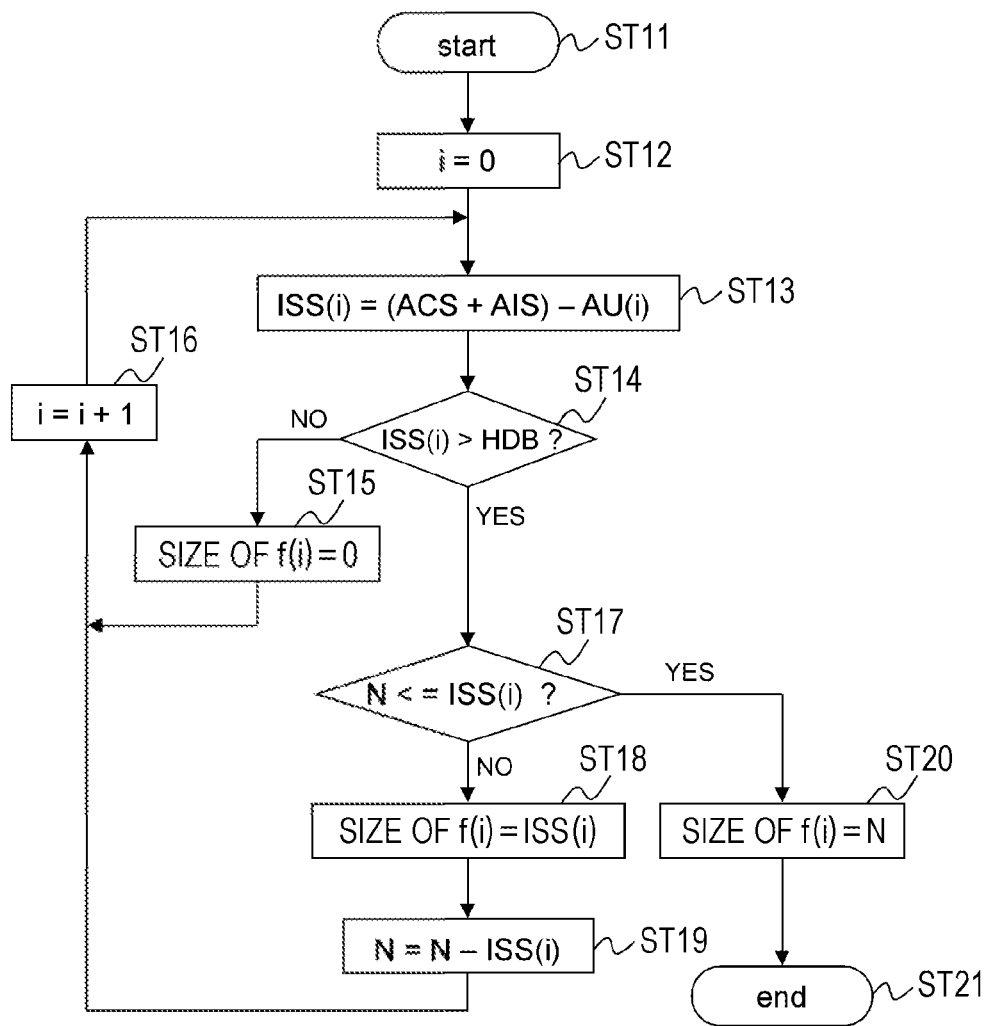 start
ST11
i = 0
ST12
ISS(i) = (ACS + AIS) – AU(i)
ST13
ST16
i = i + 1
ST14
NO
ISS(i) > HDB ?
ST15
YES
SIZE OF f(i) = 0
ST17
N < = ISS(i) ?
YES
NO
ST18
ST20
SIZE OF f(i) = ISS(i)
SIZE OF f(i) = N
N = N – ISS(i)
ST19
end
ST21